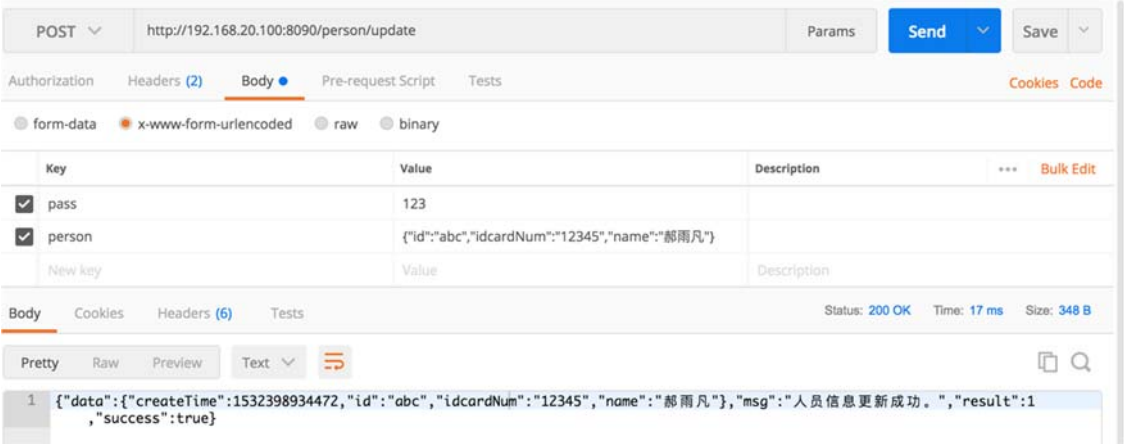 POST http://192.168.20.100:8090/person/update Params Send Save
Authorization Headers (2) Body Pre-request Script Tests Cookies Code
form-data x-www-form-urlencoded raw binary
Key Value Description ••• Bulk Edit
pass 123
person {"id":"abc","idcardNum":"12345","name":"郝雨凡"}
New key Value Description
Body Cookies Headers (6) Tests Status: 200 OK Time: 17 ms Size: 348 B
Pretty Raw Preview Text
1 {"data":{"createTime":1532398934472,"id":"abc","idcardNum":"12345","name":"郝雨凡"},"msg":"人员信息更新成功。","result":1
,"success":true}